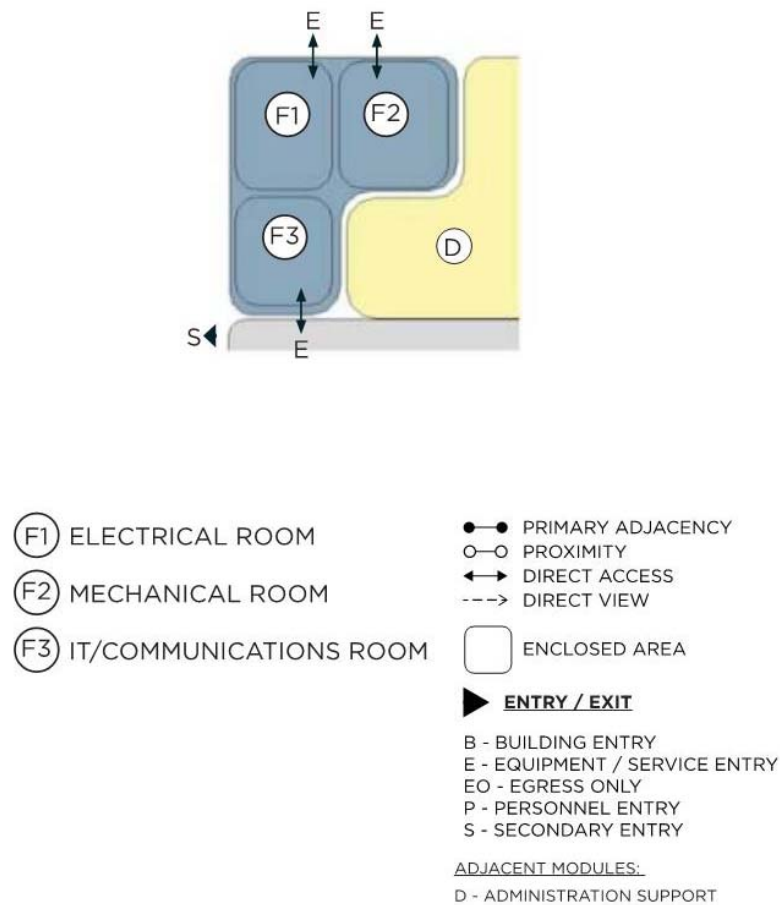 E E
F1 F2
F3 D
S E
F1 ELECTRICAL ROOM
F2 MECHANICAL ROOM
F3 IT/COMMUNICATIONS ROOM
PRIMARY ADJACENCY
PROXIMITY
DIRECT ACCESS
DIRECT VIEW
ENCLOSED AREA
ENTRY / EXIT
B - BUILDING ENTRY
E - EQUIPMENT / SERVICE ENTRY
EO - EGRESS ONLY
P - PERSONNEL ENTRY
S - SECONDARY ENTRY
ADJACENT MODULES:
D - ADMINISTRATION SUPPORT